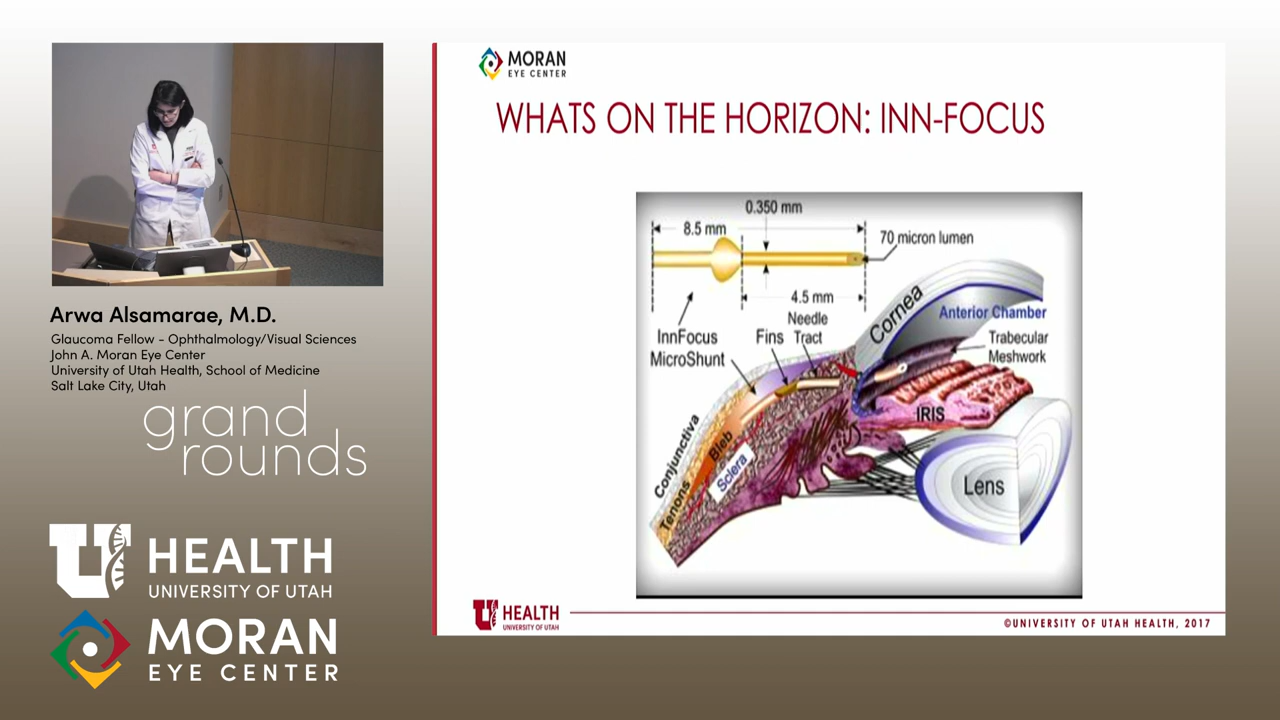 Arwa Alsamarae, M.D.
Glaucoma Fellow - Ophthalmology/Visual Sciences
John A. Moran Eye Center
University of Utah Health, School of Medicine
Salt Lake City, Utah
grand
rounds
U
HEALTH
UNIVERSITY OF UTAH
MORAN
EYE CENTER
MORAN
EYE CENTER
WHATS ON THE HORIZON: INN-FOCUS
0.350 mm
8.5 mm
70 micron lumen
4.5 mm
InnFocus
MicroShunt
Fins
Needle
Tract
Cornea
Anterior Chamber
Trabecular
Meshwork
IRIS
Conjunctiva
Bleb
Sclera
Tenons
Lens
U
HEALTH
UNIVERSITY OF UTAH
©UNIVERSITY OF UTAH HEALTH, 2017